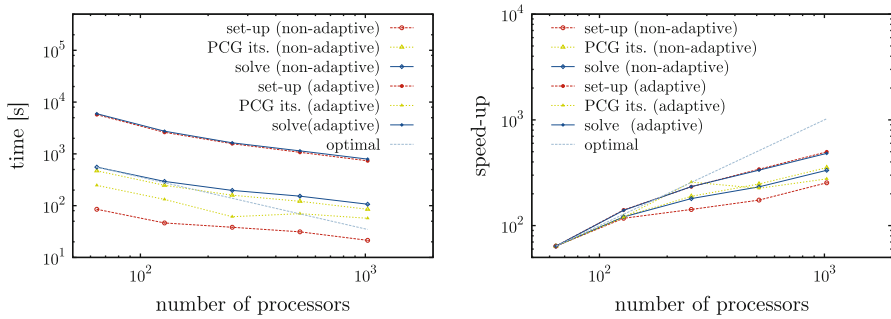 set-up (non-adaptive)
PCG its. (non-adaptive)
solve (non-adaptive)
set-up (adaptive)
PCG its. (adaptive)
solve(adaptive)
optimal
10^5
10^4
10^3
10^2
10^1
10^2
10^3
time [s]
number of processors
set-up (non-adaptive)
PCG its. (non-adaptive)
solve (non-adaptive)
set-up (adaptive)
PCG its. (adaptive)
solve (adaptive)
optimal
10^4
10^3
10^2
10^2
10^3
speed-up
number of processors